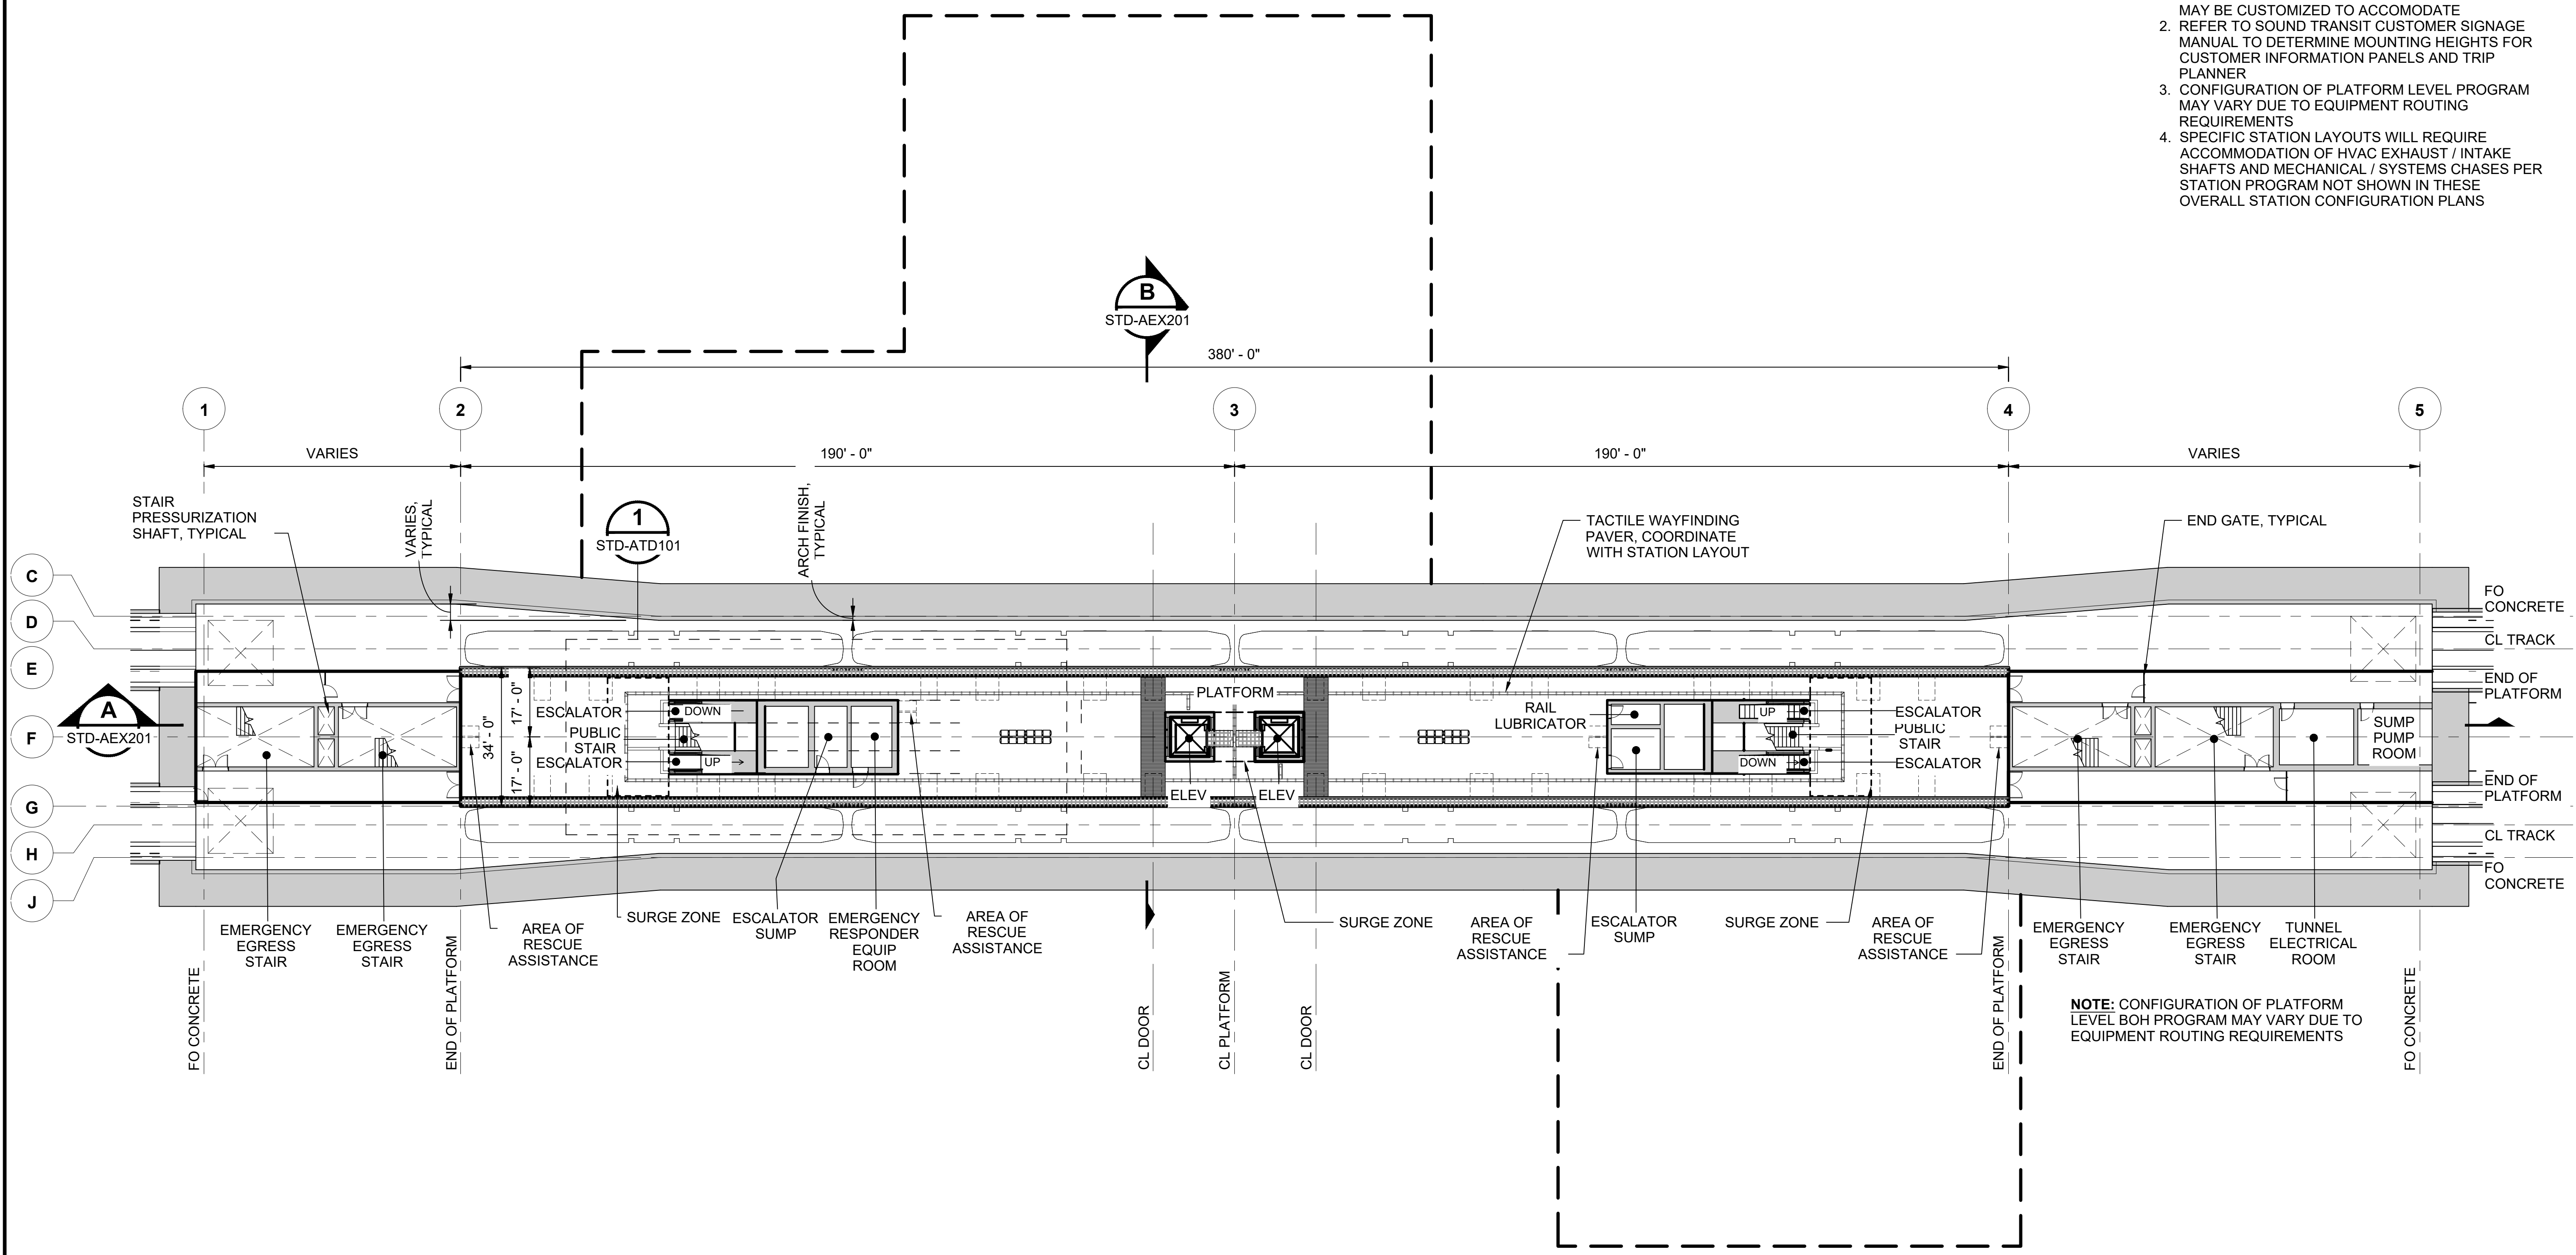 MAY BE CUSTOMIZED TO ACCOMODATE
2. REFER TO SOUND TRANSIT CUSTOMER SIGNAGE
MANUAL TO DETERMINE MOUNTING HEIGHTS FOR
CUSTOMER INFORMATION PANELS AND TRIP
PLANNER
3. CONFIGURATION OF PLATFORM LEVEL PROGRAM
MAY VARY DUE TO EQUIPMENT ROUTING
REQUIREMENTS
4. SPECIFIC STATION LAYOUTS WILL REQUIRE
ACCOMMODATION OF HVAC EXHAUST / INTAKE
SHAFTS AND MECHANICAL / SYSTEMS CHASES PER
STATION PROGRAM NOT SHOWN IN THESE
OVERALL STATION CONFIGURATION PLANS
B
STD-AEX201
380' - 0"
1
2
3
4
5
VARIES
190' - 0"
190' - 0"
VARIES
STAIR
PRESSURIZATION
SHAFT, TYPICAL
VARIES,
TYPICAL
1
STD-ATD101
ARCH FINISH,
TYPICAL
TACTILE WAYFINDING
PAVER, COORDINATE
WITH STATION LAYOUT
END GATE, TYPICAL
C
D
E
F
G
H
J
A
STD-AEX201
34' - 0"
17' - 0"
17' - 0"
ESCALATOR
DOWN
PUBLIC
STAIR
ESCALATOR
UP
PLATFORM
ELEV
ELEV
RAIL
LUBRICATOR
UP
ESCALATOR
PUBLIC
STAIR
DOWN
ESCALATOR
SUMP
PUMP
ROOM
FO
CONCRETE
CL TRACK
END OF
PLATFORM
END OF
PLATFORM
CL TRACK
FO
CONCRETE
EMERGENCY
EGRESS
STAIR
EMERGENCY
EGRESS
STAIR
AREA OF
RESCUE
ASSISTANCE
SURGE ZONE
ESCALATOR
SUMP
EMERGENCY
RESPONDER
EQUIP
ROOM
AREA OF
RESCUE
ASSISTANCE
SURGE ZONE
AREA OF
RESCUE
ASSISTANCE
ESCALATOR
SUMP
SURGE ZONE
AREA OF
RESCUE
ASSISTANCE
EMERGENCY
EGRESS
STAIR
EMERGENCY
EGRESS
STAIR
TUNNEL
ELECTRICAL
ROOM
FO CONCRETE
END OF PLATFORM
CL DOOR
CL PLATFORM
CL DOOR
END OF PLATFORM
FO CONCRETE
NOTE: CONFIGURATION OF PLATFORM
LEVEL BOH PROGRAM MAY VARY DUE TO
EQUIPMENT ROUTING REQUIREMENTS